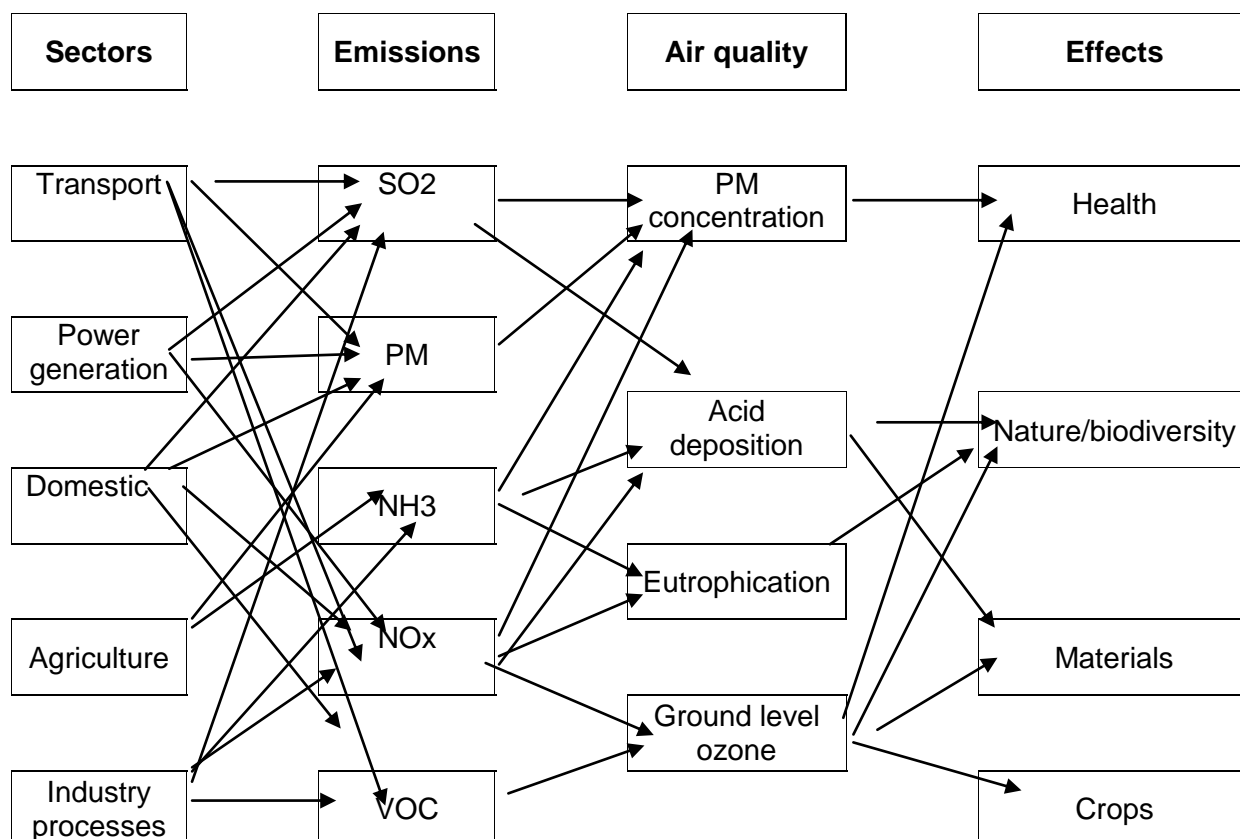 Sectors
Emissions
Air quality
Effects
Transport
SO2
PM
concentration
Health
Power
generation
PM
Acid
deposition
Nature/biodiversity
Domestic
NH3
Eutrophication
Agriculture
NOx
Materials
Ground level
ozone
Industry
processes
VOC
Crops